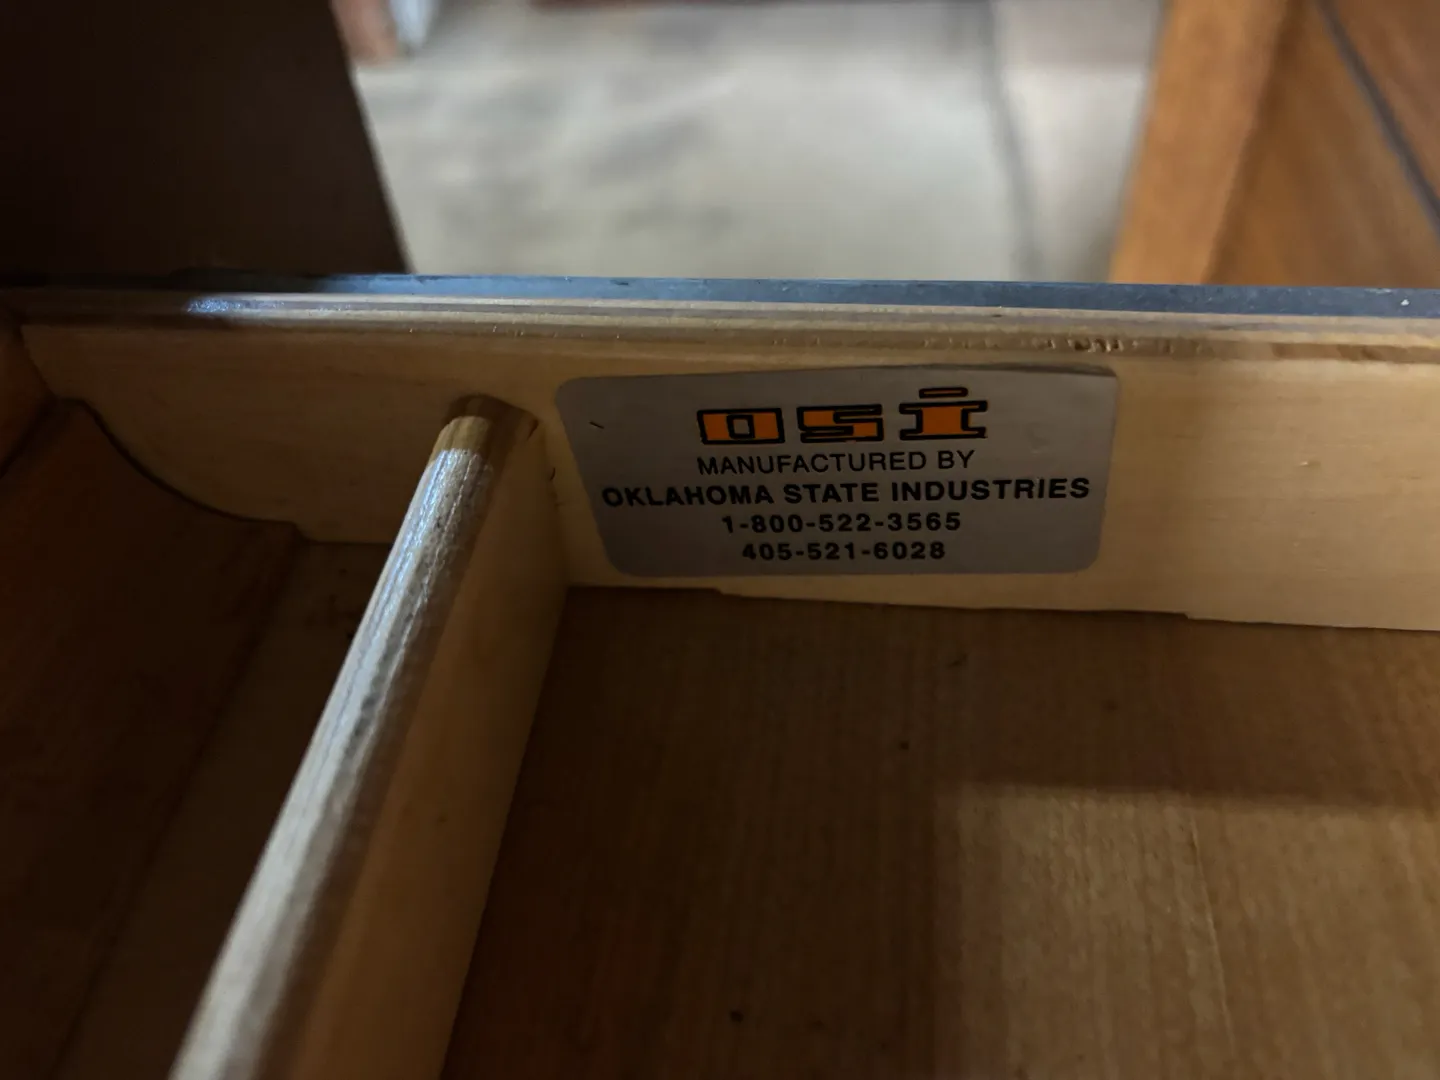 osi
MANUFACTURED BY
OKLAHOMA STATE INDUSTRIES
1-800-522-3565
405-521-6028